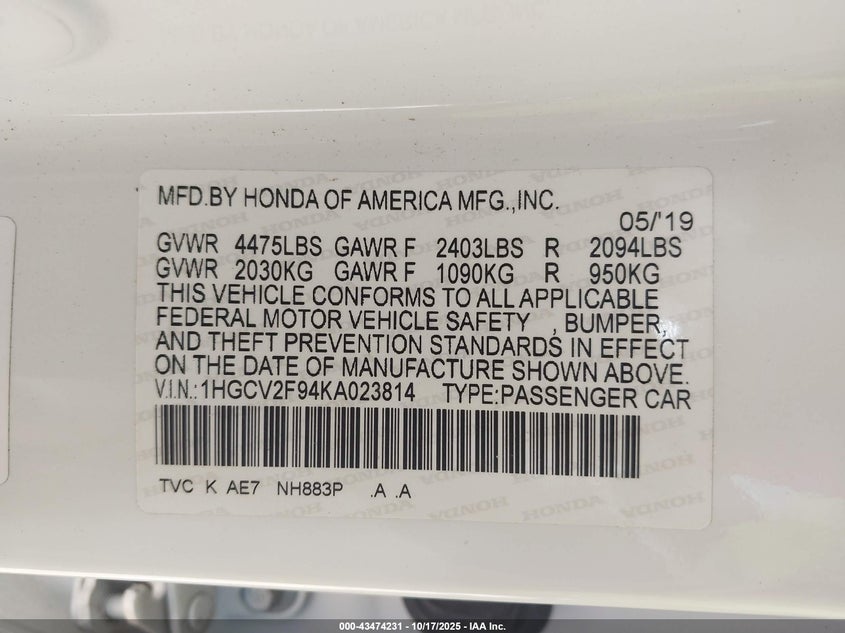 MFD.BY HONDA OF AMERICA MFG.,INC.
05/'19
GVWR 4475LBS GAWR F 2403LBS R 2094LBS
GVWR 2030KG GAWR F 1090KG R 950KG
THIS VEHICLE CONFORMS TO ALL APPLICABLE
FEDERAL MOTOR VEHICLE SAFETY , BUMPER,
AND THEFT PREVENTION STANDARDS IN EFFECT
ON THE DATE OF MANUFACTURE SHOWN ABOVE.
V.I.N.:1HGCV2F94KA023814 TYPE:PASSENGER CAR
TVC K AE7 NH883P .A .A
000-43474231 - 10/17/2025 - IAA Inc.